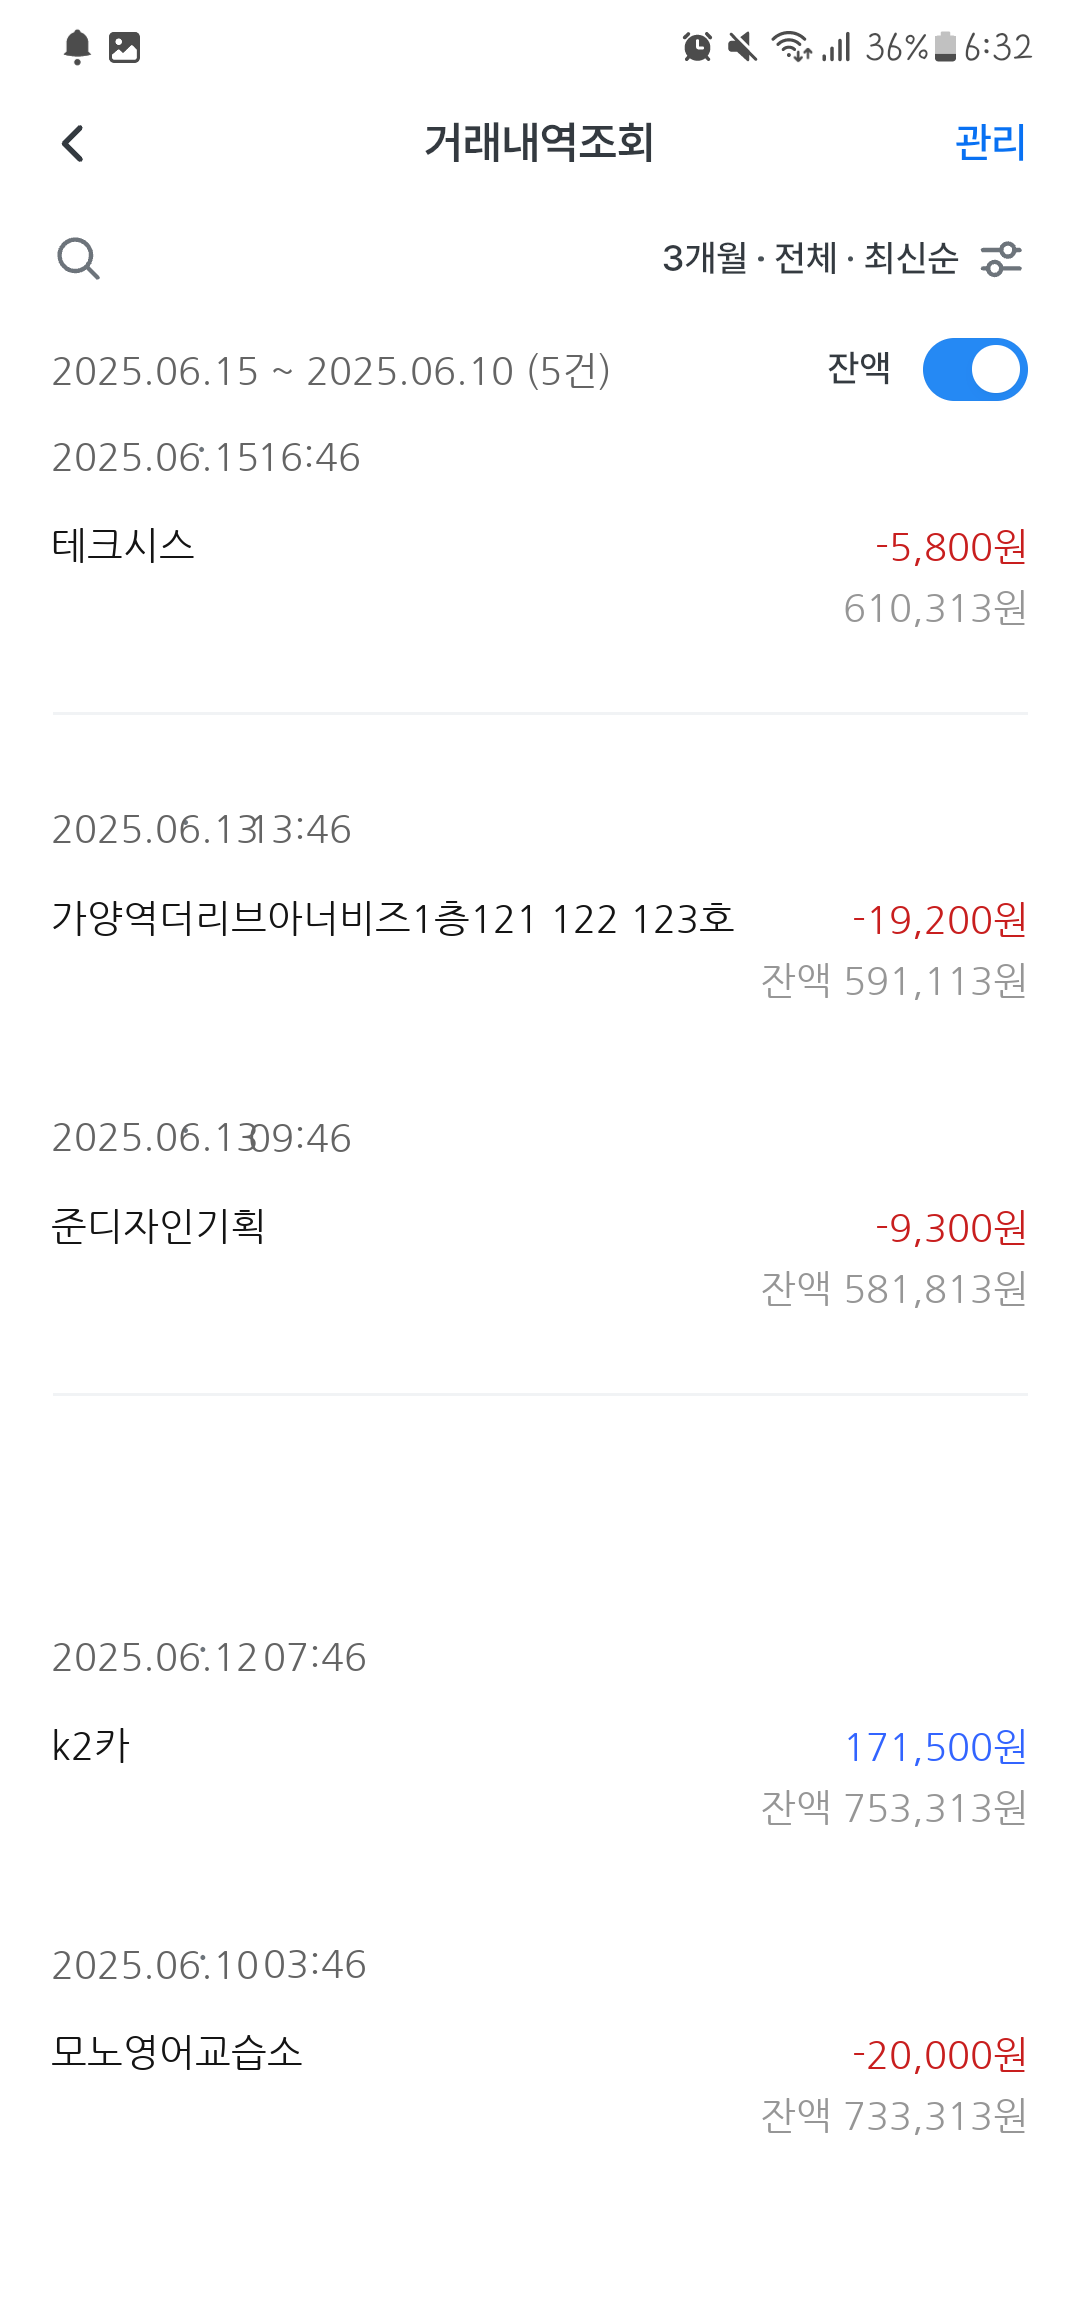 36% 6:32
거래내역조회 관리
3개월 · 전체 · 최신순
2025.06.15 ~ 2025.06.10 (5건) 잔액
2025.06.15·16:46
테크시스 -5,800원
610,313원
2025.06.13·13:46
가양역더리브아너비즈1층121 122 123호 -19,200원
잔액 591,113원
2025.06.13·09:46
준디자인기획 -9,300원
잔액 581,813원
2025.06.12·07:46
k2카 171,500원
잔액 753,313원
2025.06.10·03:46
모노영어교습소 -20,000원
잔액 733,313원